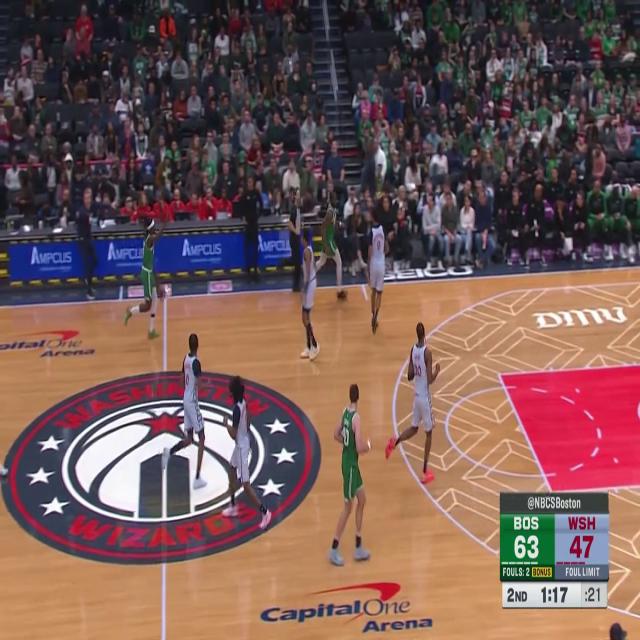 AMPCUS
AMPCUS
AMPCUS
AMPCUS
GEICO
DMV
Capital One
Arena
WASHINGTON
WIZARDS
Capital One
Arena
@NBCSBoston
BOS WSH
63 47
FOULS: 2 BONUS FOUL LIMIT
2ND 1:17 :21